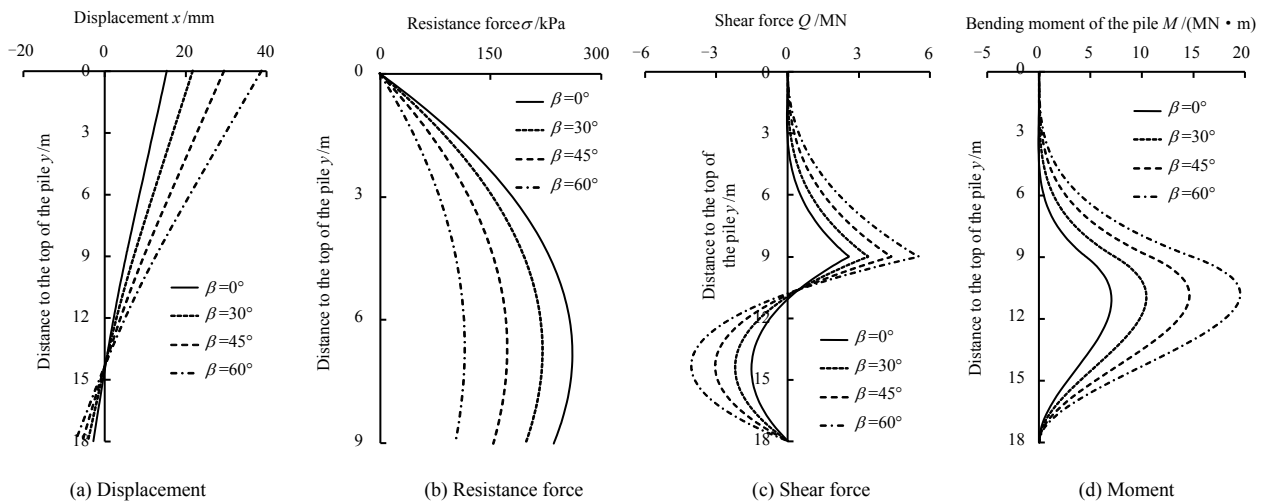 Displacement x/mm
−20 0 20 40
0
3
6
9
12
15
18
Distance to the top of the pile y/m
β=0°
β=30°
β=45°
β=60°
(a) Displacement
Resistance force σ/kPa
0 150 300
0
3
6
9
Distance to the top of the pile y/m
β=0°
β=30°
β=45°
β=60°
(b) Resistance force
Shear force Q/MN
−6 −3 0 3 6
0
3
6
9
12
15
18
Distance to the top of
the pile y/m
β=0°
β=30°
β=45°
β=60°
(c) Shear force
Bending moment of the pile M/(MN·m)
−5 0 5 10 15 20
0
3
6
9
12
15
18
Distance to the top of the pile y/m
β=0°
β=30°
β=45°
β=60°
(d) Moment